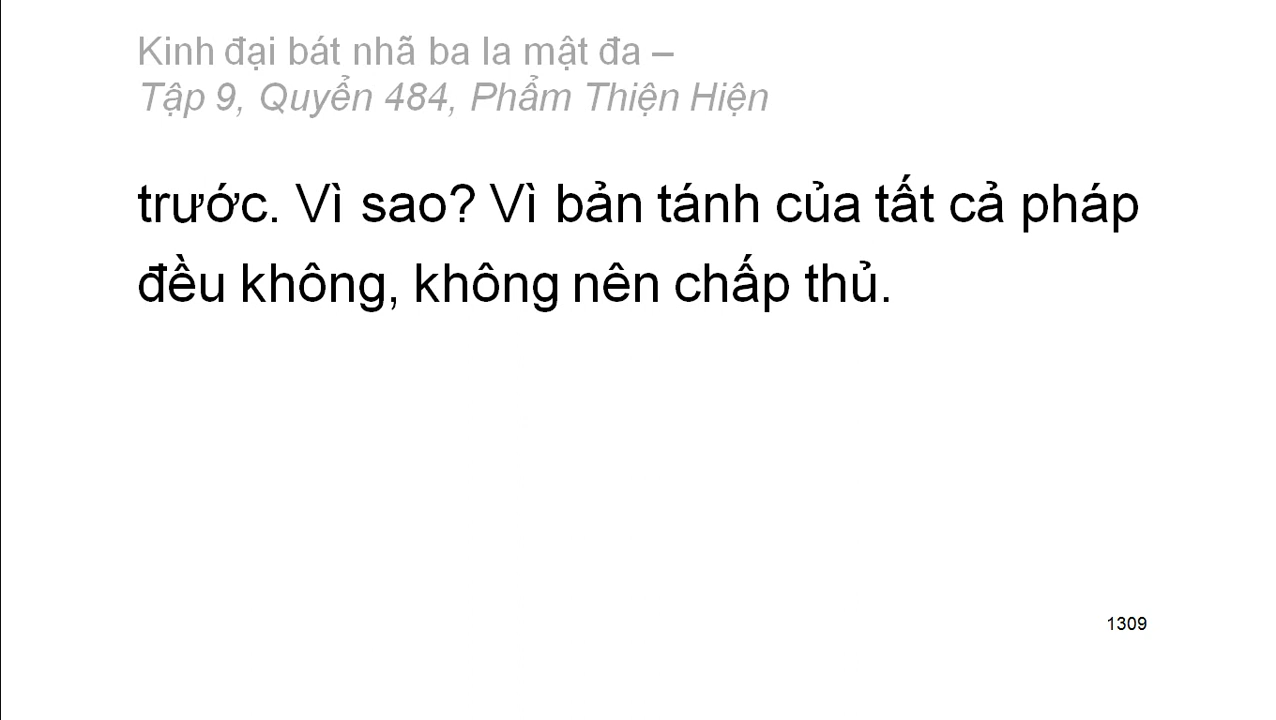 Kinh đại bát nhã ba la mật đa –
Tập 9, Quyển 484, Phẩm Thiện Hiện
trước. Vì sao? Vì bản tánh của tất cả pháp
đều không, không nên chấp thủ.
1309